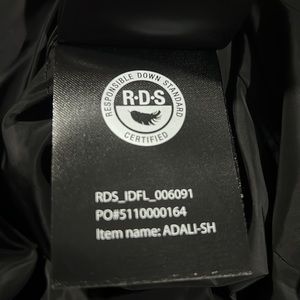 RESPONSIBLE DOWN STANDARD
R·D·S
CERTIFIED
RDS_IDFL_006091
PO#5110000164
Item name: ADALI-SH